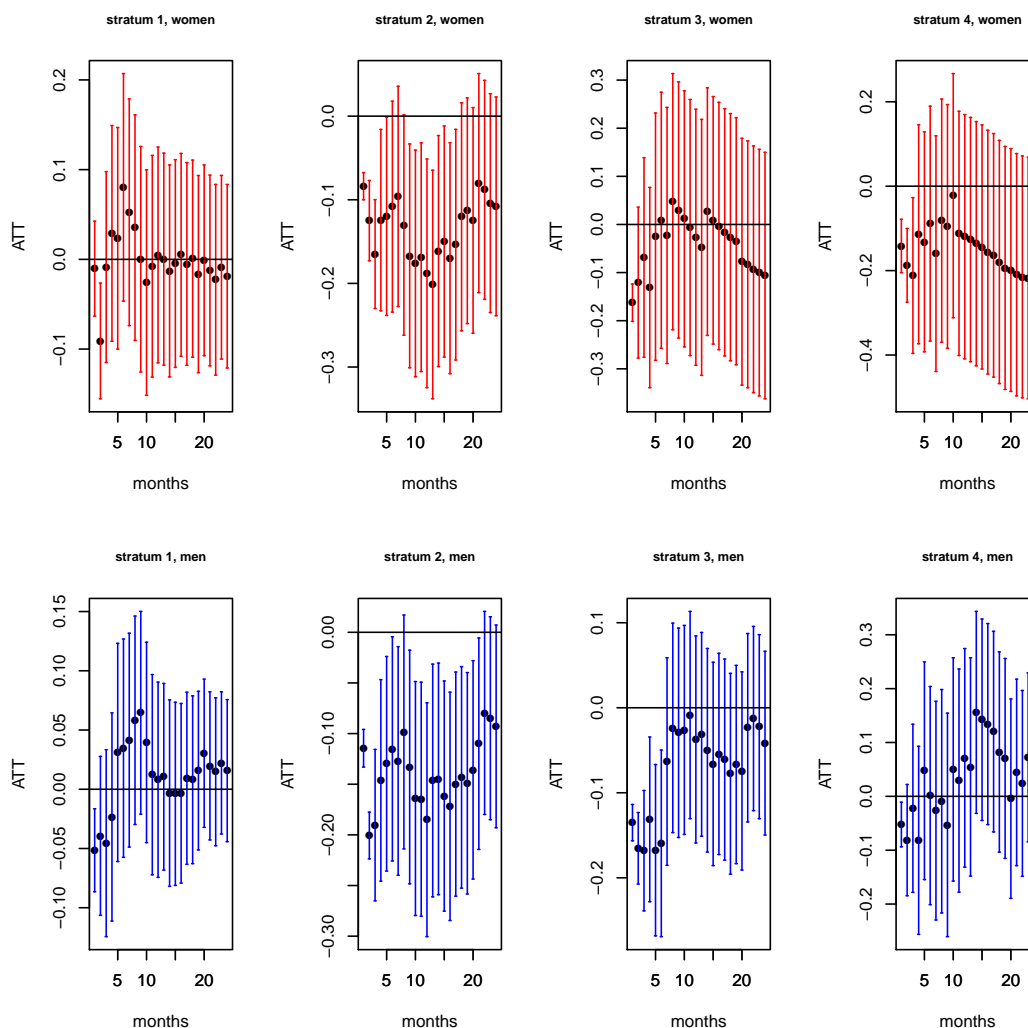 stratum 1, women
ATT
0.2
0.1
0.0
−0.1
5 10 20
months
stratum 2, women
ATT
0.0
−0.1
−0.2
−0.3
5 10 20
months
stratum 3, women
ATT
0.3
0.2
0.1
0.0
−0.1
−0.2
−0.3
5 10 20
months
stratum 4, women
ATT
0.2
0.0
−0.2
−0.4
5 10 20
months
stratum 1, men
ATT
0.15
0.10
0.05
0.00
−0.05
−0.10
5 10 20
months
stratum 2, men
ATT
0.00
−0.10
−0.20
−0.30
5 10 20
months
stratum 3, men
ATT
0.1
0.0
−0.1
−0.2
5 10 20
months
stratum 4, men
ATT
0.3
0.2
0.1
0.0
−0.1
−0.2
5 10 20
months